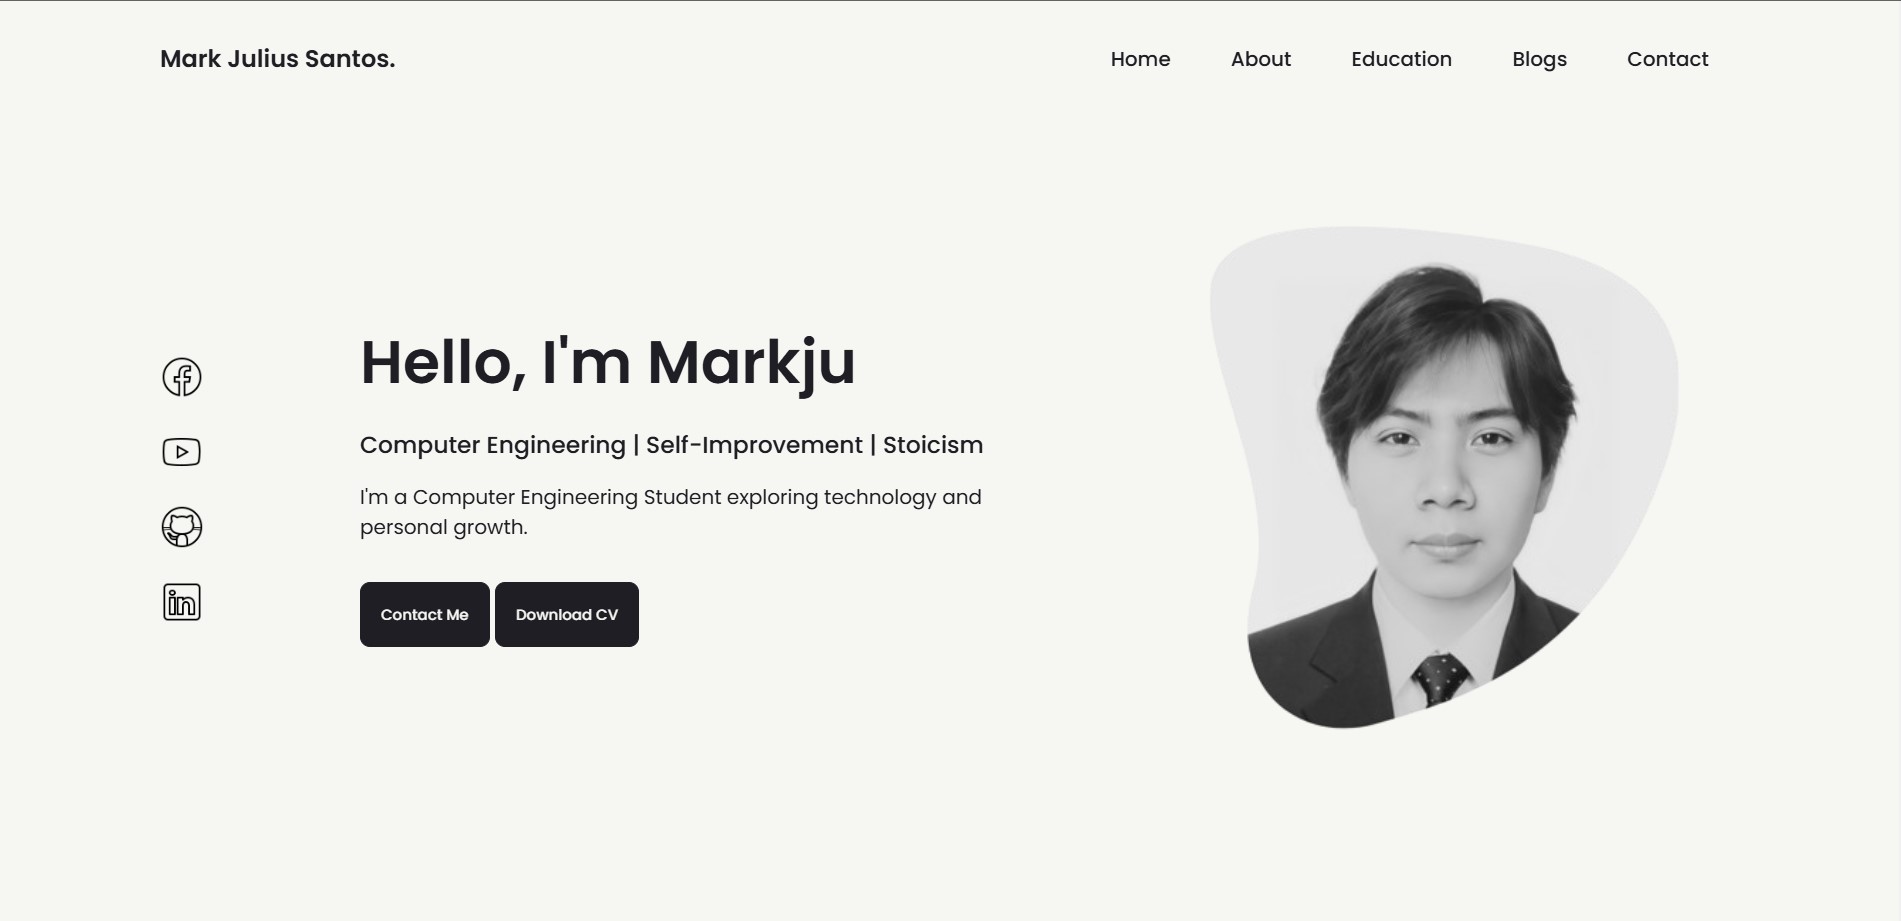 Mark Julius Santos.
Home About Education Blogs Contact
Hello, I'm Markju
Computer Engineering | Self-Improvement | Stoicism
I'm a Computer Engineering Student exploring technology and
personal growth.
Contact Me Download CV
in